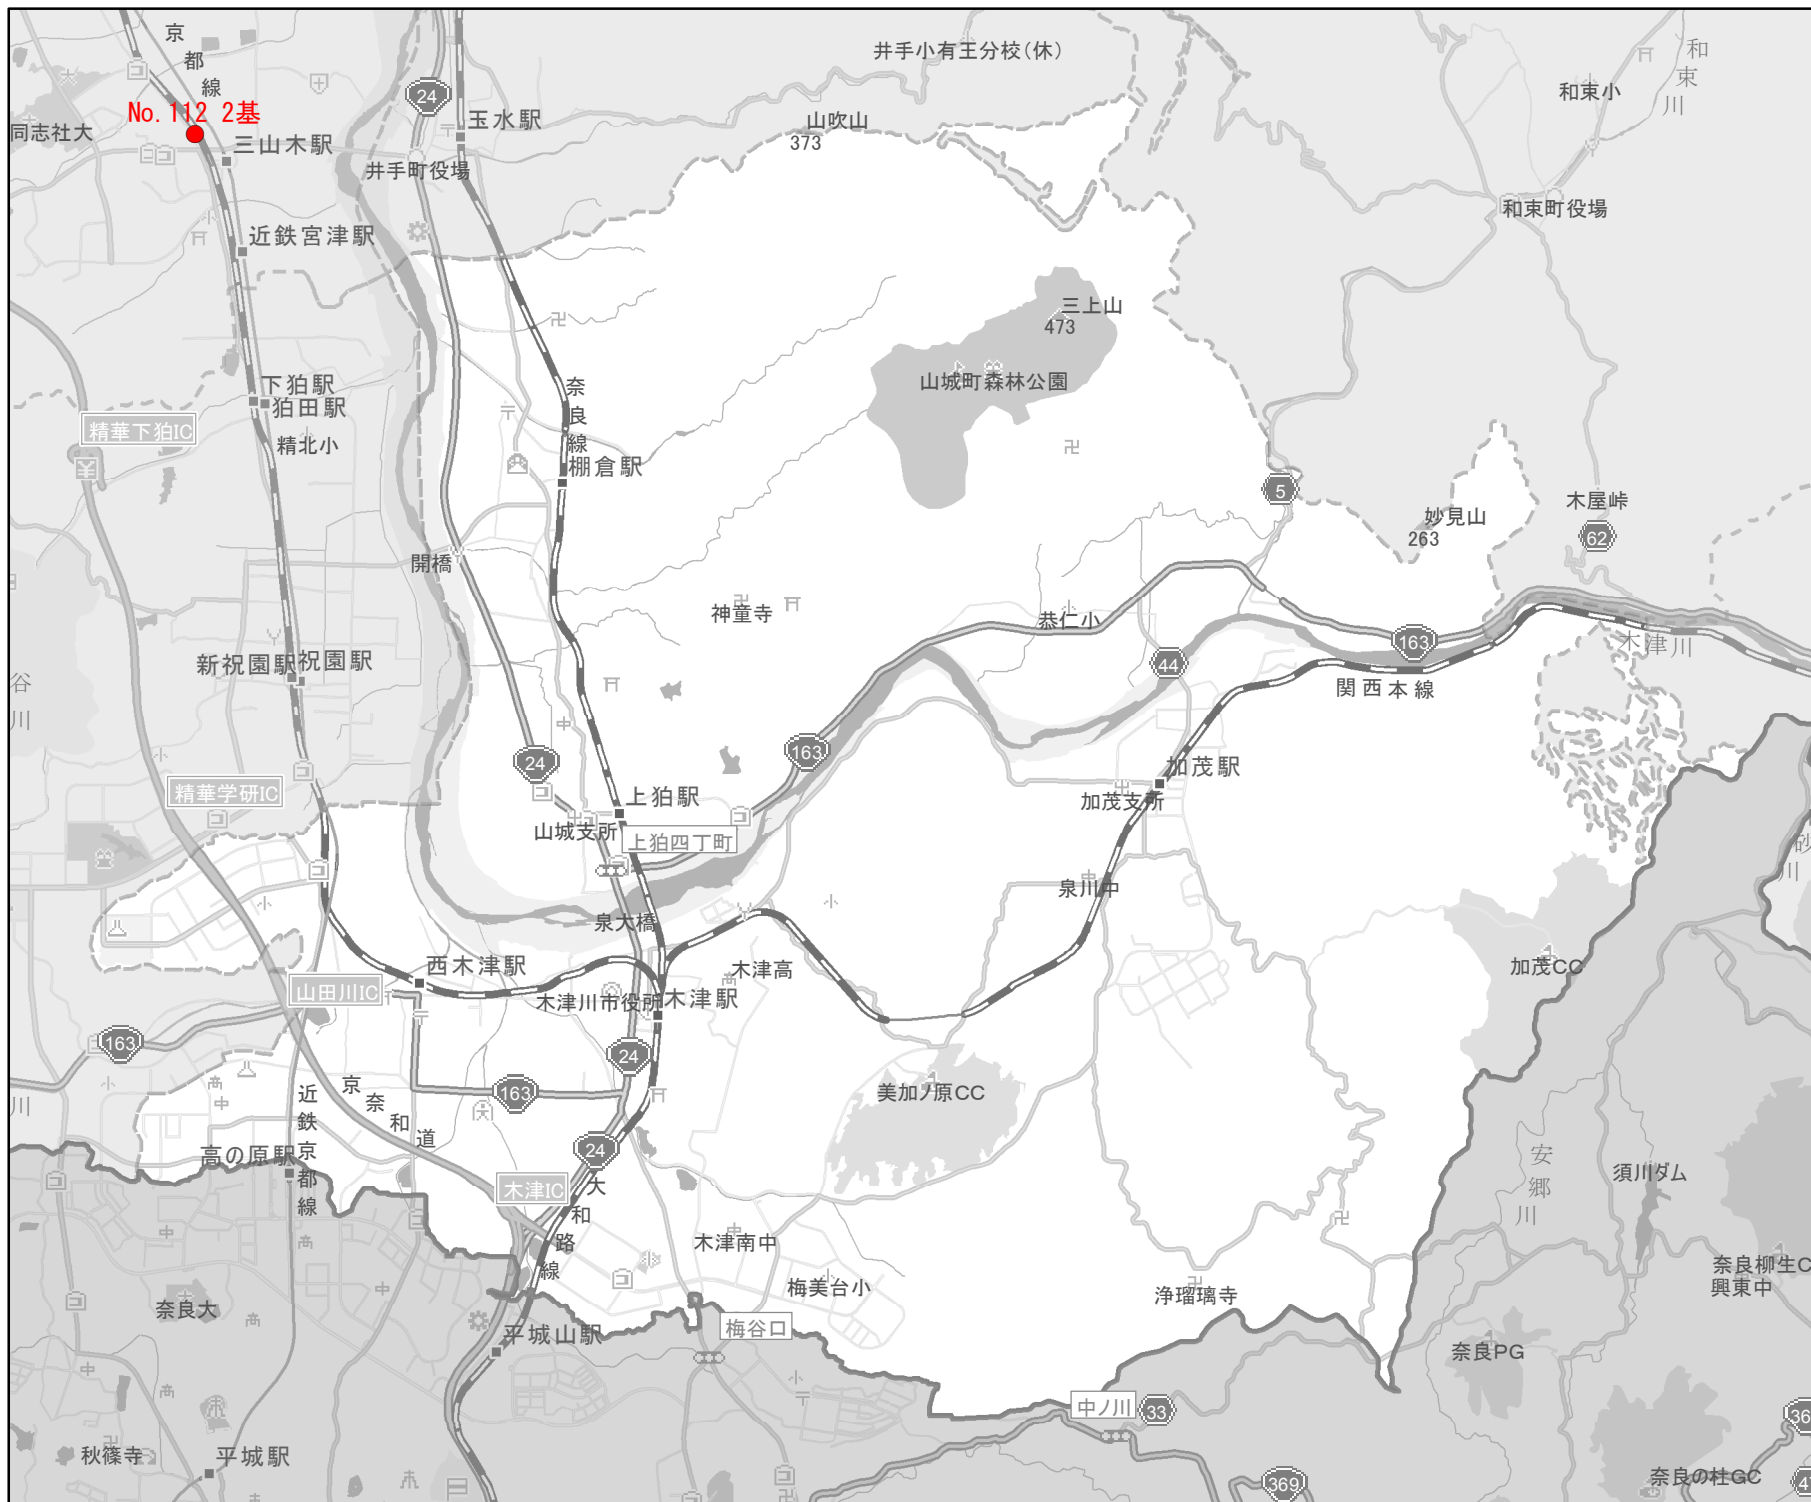 京都線
No.112 2基
同志社大
三山木駅
24
玉水駅
井手町役場
井手小有王分校(休)
山吹山
373
和束川
和束小
和束町役場
近鉄宮津駅
三上山
473
山城町森林公園
下狛駅
狛田駅
精華下狛IC
精北小
奈良線
棚倉駅
5
妙見山
263
木屋峠
62
開橋
神童寺
恭仁小
163
44
木津川
関西本線
新祝園駅
祝園駅
谷川
24
163
加茂駅
加茂支所
精華学研IC
上狛駅
山城支所
上狛四丁町
砂川
泉川中
泉大橋
西木津駅
木津高
加茂CC
山田川IC
木津川市役所
木津駅
163
24
川
京奈和道
163
美加ノ原CC
近鉄京都線
高の原駅
24
安郷川
須川ダム
木津IC
大和路線
木津南中
梅美台小
浄瑠璃寺
奈良柳生C
興東中
奈良大
平城山駅
梅谷口
奈良PG
中ノ川
33
36
秋篠寺
平城駅
369
奈良の杜GC
4